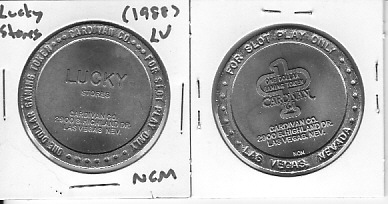 Lucky
Stores
(1988)
LV
CARDIVAN CO.
FOR SLOT PLAY ONLY
ONE DOLLAR GAMING TOKEN
LUCKY
STORES
CARDIVAN CO.
2900 E. HIGHLAND DR.
LAS VEGAS, NEV.
NCM
FOR SLOT PLAY ONLY
ONE DOLLAR
GAMING TOKEN
CARDIVAN
CARDIVAN CO.
2900 E. HIGHLAND DR.
LAS VEGAS, NEV.
NCM
LAS VEGAS, NEVADA